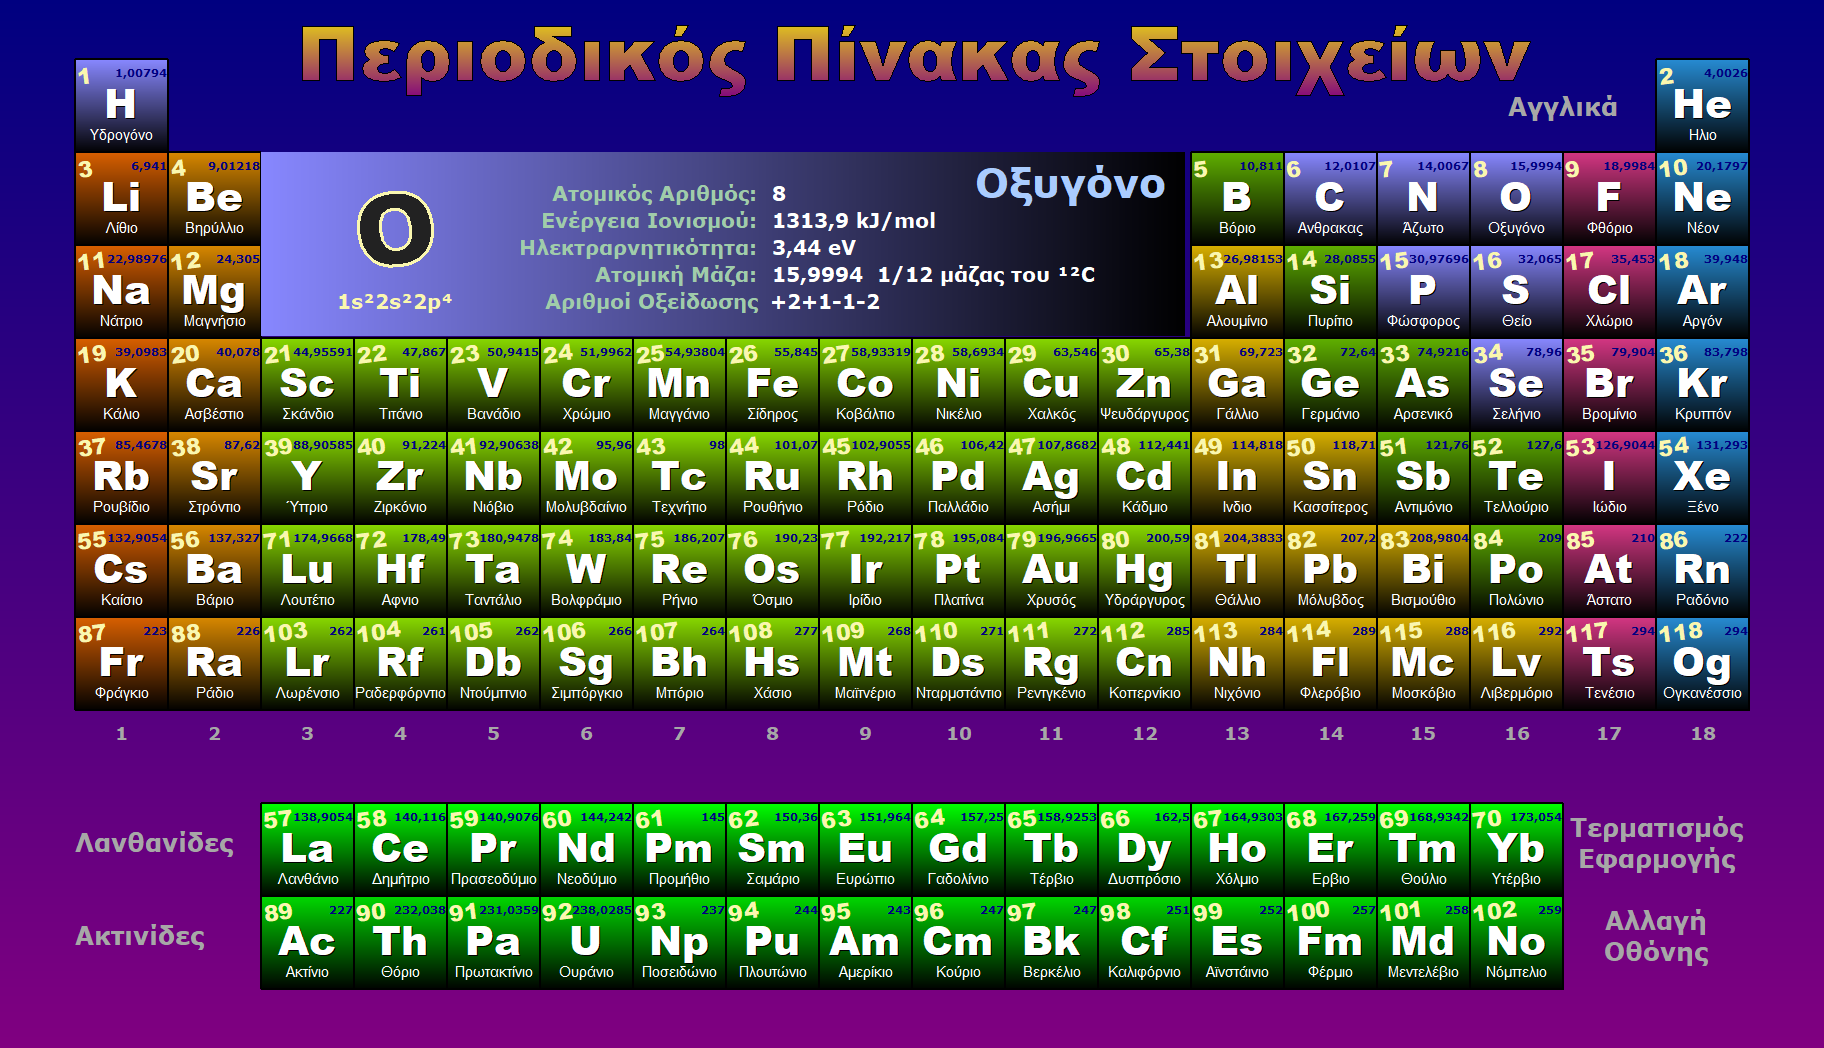 Περιοδικός Πίνακας Στοιχείων
Αγγλικά
1 1,00794 H Υδρογόνο
2 4,0026 He Ηλιο
3 6,941 Li Λίθιο
4 9,01218 Be Βηρύλλιο
Οξυγόνο
O
1s²2s²2p⁴
Ατομικός Αριθμός: 8
Ενέργεια Ιονισμού: 1313,9 kJ/mol
Ηλεκτραρνητικότητα: 3,44 eV
Ατομική Μάζα: 15,9994 1/12 μάζας του ¹²C
Αριθμοί Οξείδωσης +2+1-1-2
5 10,811 B Βόριο
6 12,0107 C Ανθρακας
7 14,0067 N Άζωτο
8 15,9994 O Οξυγόνο
9 18,9984 F Φθόριο
10 20,1797 Ne Νέον
11 22,98976 Na Νάτριο
12 24,305 Mg Μαγνήσιο
13 26,98153 Al Αλουμίνιο
14 28,0855 Si Πυρίτιο
15 30,97696 P Φώσφορος
16 32,065 S Θείο
17 35,453 Cl Χλώριο
18 39,948 Ar Αργόν
19 39,0983 K Κάλιο
20 40,078 Ca Ασβέστιο
21 44,95591 Sc Σκάνδιο
22 47,867 Ti Τιτάνιο
23 50,9415 V Βανάδιο
24 51,9962 Cr Χρώμιο
25 54,93804 Mn Μαγγάνιο
26 55,845 Fe Σίδηρος
27 58,93319 Co Κοβάλτιο
28 58,6934 Ni Νικέλιο
29 63,546 Cu Χαλκός
30 65,38 Zn Ψευδάργυρος
31 69,723 Ga Γάλλιο
32 72,64 Ge Γερμάνιο
33 74,9216 As Αρσενικό
34 78,96 Se Σελήνιο
35 79,904 Br Βρομίνιο
36 83,798 Kr Κρυπτόν
37 85,4678 Rb Ρουβίδιο
38 87,62 Sr Στρόντιο
39 88,90585 Y Ύτριο
40 91,224 Zr Ζιρκόνιο
41 92,90638 Nb Νιόβιο
42 95,96 Mo Μολυβδαίνιο
43 98 Tc Τεχνήτιο
44 101,07 Ru Ρουθήνιο
45 102,9055 Rh Ρόδιο
46 106,42 Pd Παλλάδιο
47 107,8682 Ag Ασήμι
48 112,441 Cd Κάδμιο
49 114,818 In Ινδιο
50 118,71 Sn Κασσίτερος
51 121,76 Sb Αντιμόνιο
52 127,6 Te Τελλούριο
53 126,9044 I Ιώδιο
54 131,293 Xe Ξένο
55 132,9054 Cs Καίσιο
56 137,327 Ba Βάριο
71 174,9668 Lu Λουτέτιο
72 178,49 Hf Αφνιο
73 180,9478 Ta Ταντάλιο
74 183,84 W Βολφράμιο
75 186,207 Re Ρήνιο
76 190,23 Os Όσμιο
77 192,217 Ir Ιρίδιο
78 195,084 Pt Πλατίνα
79 196,9665 Au Χρυσός
80 200,59 Hg Υδράργυρος
81 204,3833 Tl Θάλλιο
82 207,2 Pb Μόλυβδος
83 208,9804 Bi Βισμούθιο
84 209 Po Πολώνιο
85 210 At Άστατο
86 222 Rn Ραδόνιο
87 223 Fr Φράγκιο
88 226 Ra Ράδιο
103 262 Lr Λωρένσιο
104 261 Rf Ραδερφόρντιο
105 262 Db Ντούμπνιο
106 266 Sg Σιμπόργκιο
107 264 Bh Μπόριο
108 277 Hs Χάσιο
109 268 Mt Μαϊτνέριο
110 271 Ds Νταρμστάντιο
111 272 Rg Ρεντγκένιο
112 285 Cn Κοπερνίκιο
113 284 Nh Νιχόνιο
114 289 Fl Φλερόβιο
115 288 Mc Μοσκόβιο
116 292 Lv Λιβερμόριο
117 294 Ts Τενέσιο
118 294 Og Ογκανέσσιο
1 2 3 4 5 6 7 8 9 10 11 12 13 14 15 16 17 18
Λανθανίδες
57 138,9054 La Λανθάνιο
58 140,116 Ce Δημήτριο
59 140,9076 Pr Πρασεοδύμιο
60 144,242 Nd Νεοδύμιο
61 145 Pm Προμήθιο
62 150,36 Sm Σαμάριο
63 151,964 Eu Ευρώπιο
64 157,25 Gd Γαδολίνιο
65 158,9253 Tb Τέρβιο
66 162,5 Dy Δυσπρόσιο
67 164,9303 Ho Χόλμιο
68 167,259 Er Ερβιο
69 168,9342 Tm Θούλιο
70 173,054 Yb Υτέρβιο
Τερματισμός
Εφαρμογής
Ακτινίδες
89 227 Ac Ακτίνιο
90 232,038 Th Θόριο
91 231,0359 Pa Πρωτακτίνιο
92 238,0285 U Ουράνιο
93 237 Np Ποσειδώνιο
94 244 Pu Πλουτώνιο
95 243 Am Αμερίκιο
96 247 Cm Κούριο
97 247 Bk Βερκέλιο
98 251 Cf Καλιφόρνιο
99 252 Es Αϊνστάινιο
100 257 Fm Φέρμιο
101 258 Md Μεντελέβιο
102 259 No Νόμπελιο
Αλλαγή
Οθόνης